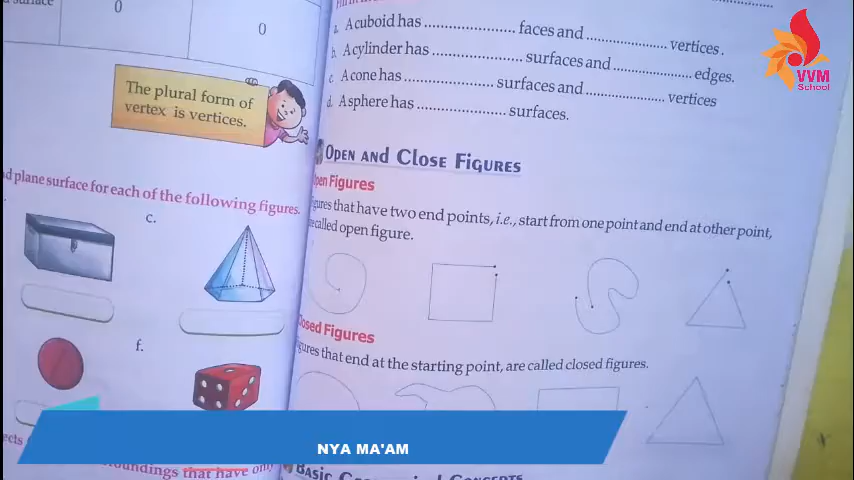 0
0
The plural form of
vertex is vertices.
plane surface for each of the following figures.
c.
f.
that have
a. A cuboid has ........................ faces and ..................... vertices.
b. A cylinder has ........................ surfaces and ..................... edges.
c. A cone has ........................ surfaces and ..................... vertices
d. A sphere has ........................ surfaces.
OPEN AND CLOSE FIGURES
Figures
that have two end points, i.e., start from one point and end at other point,
called open figure.
Figures
that end at the starting point, are called closed figures.
BASIC
VVM
School
NYA MA'AM